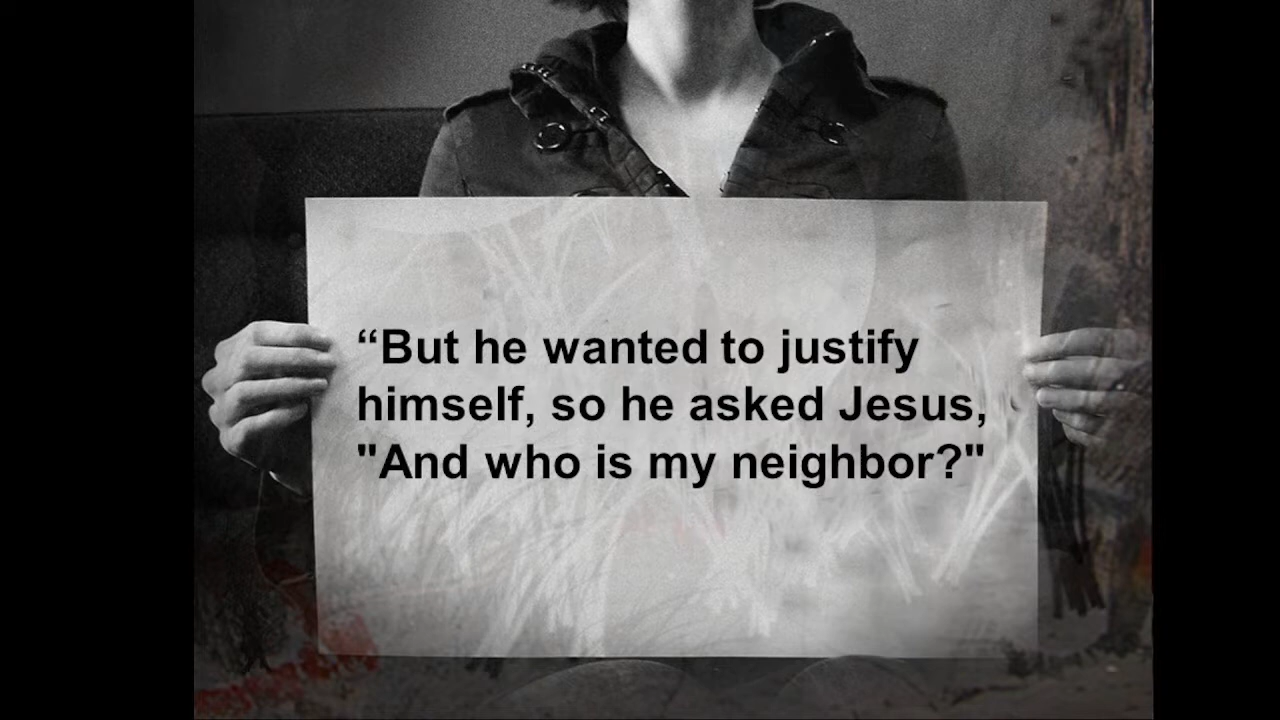 “But he wanted to justify
himself, so he asked Jesus,
"And who is my neighbor?"